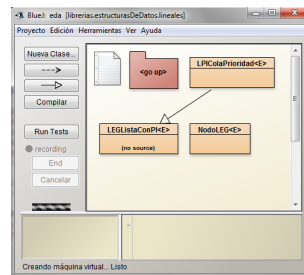 BlueJ: eda [librerias.estructurasDeDatos.lineales]
Proyecto Edición Herramientas Ver Ayuda
Nueva Clase...
Compilar
Run Tests
recording
End
Cancelar
<go up>
LPIColaPrioridad<E>
LEGListaConPI<E>
(no source)
NodoLEG<E>
Creando máquina virtual... Listo